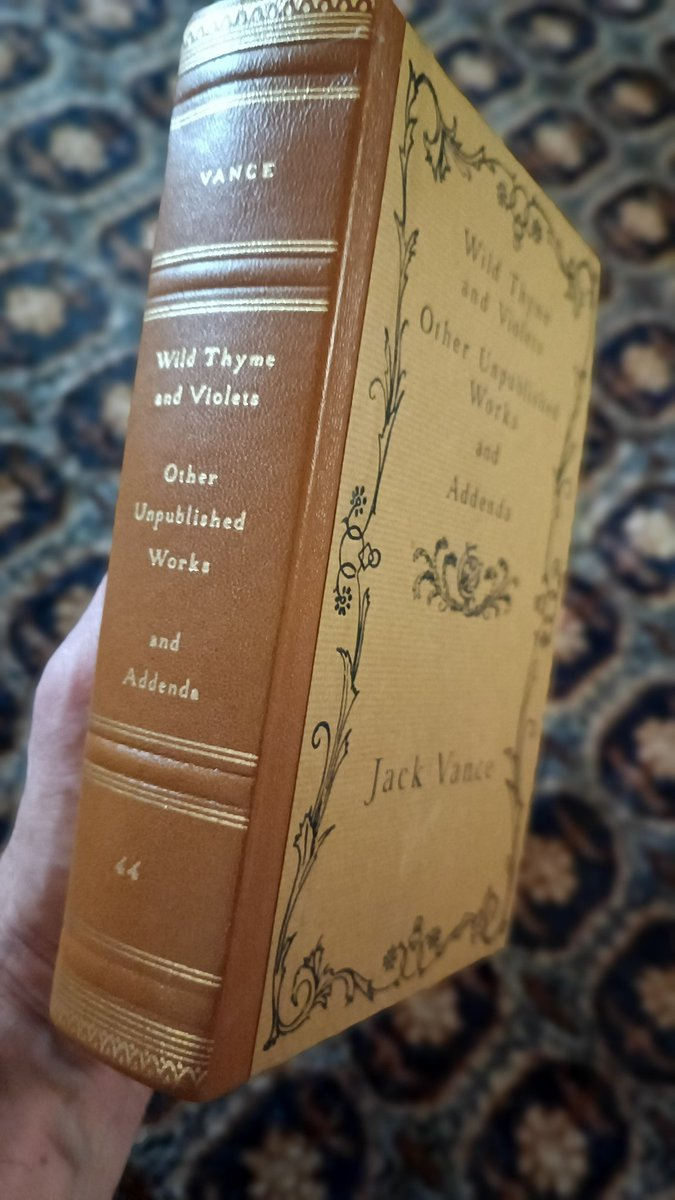 VANCE
Wild Thyme
and Violets
Other
Unpublished
Works
and
Addenda
44
Wild Thyme
and Violets
Other Unpublished
Works
and
Addenda
Jack Vance